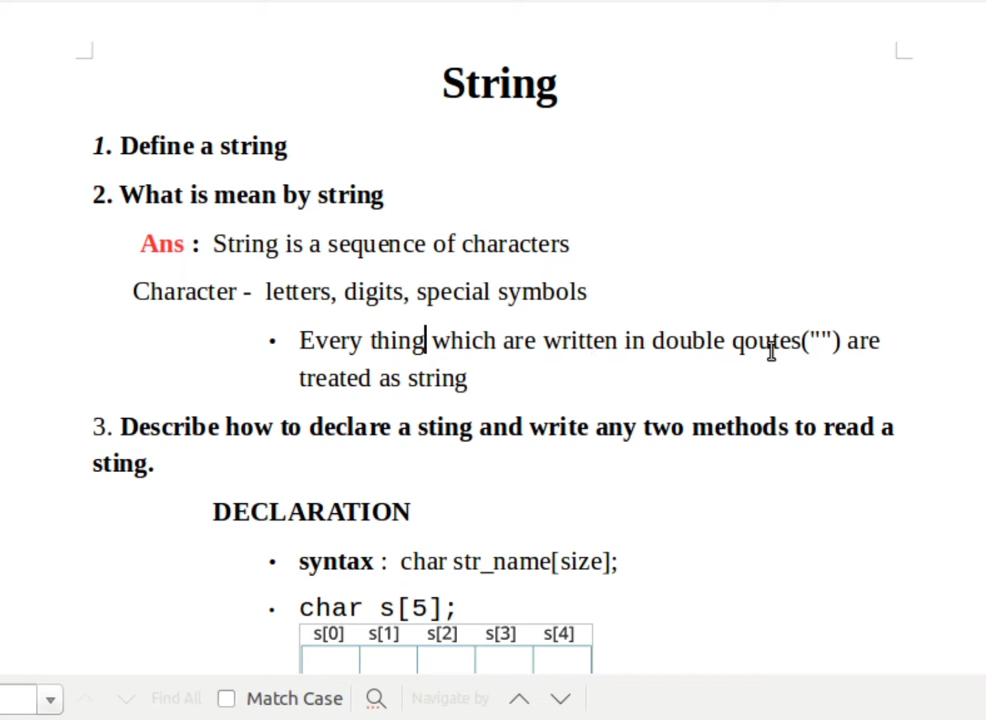 String
1. Define a string
2. What is mean by string
Ans : String is a sequence of characters
Character - letters, digits, special symbols
• Every thing which are written in double qoutes("") are
treated as string
3. Describe how to declare a sting and write any two methods to read a
sting.
DECLARATION
• syntax : char str_name[size];
• char s[5];
s[0] s[1] s[2] s[3] s[4]
Find All Match Case Navigate by